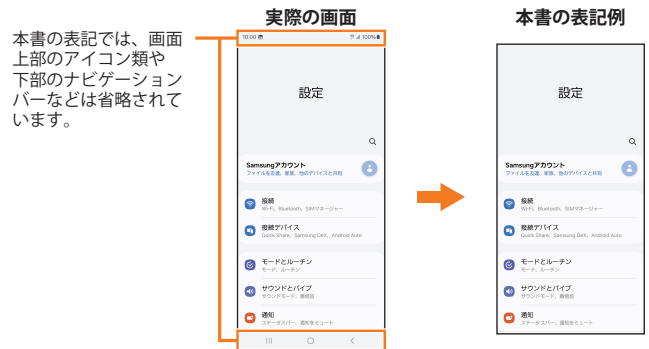 本書の表記では、画面
上部のアイコン類や
下部のナビゲーション
バーなどは省略されて
います。
実際の画面
10:00
100%
設定
Samsungアカウント
ファイルを友達、家族、他のデバイスと共有
接続
Wi-Fi、Bluetooth、SIMマネージャー
接続デバイス
Quick Share、Samsung DeX、Android Auto
モードとルーチン
モード、ルーチン
サウンドとバイブ
サウンドモード、着信音
通知
ステータスバー、通知をミュート
本書の表記例
設定
Samsungアカウント
ファイルを友達、家族、他のデバイスと共有
接続
Wi-Fi、Bluetooth、SIMマネージャー
接続デバイス
Quick Share、Samsung DeX、Android Auto
モードとルーチン
モード、ルーチン
サウンドとバイブ
サウンドモード、着信音
通知
ステータスバー、通知をミュート